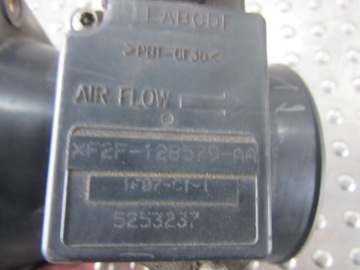 EABCDF
>PBT-GF30<
AIR FLOW
XF2F-12B579-AA
5253237